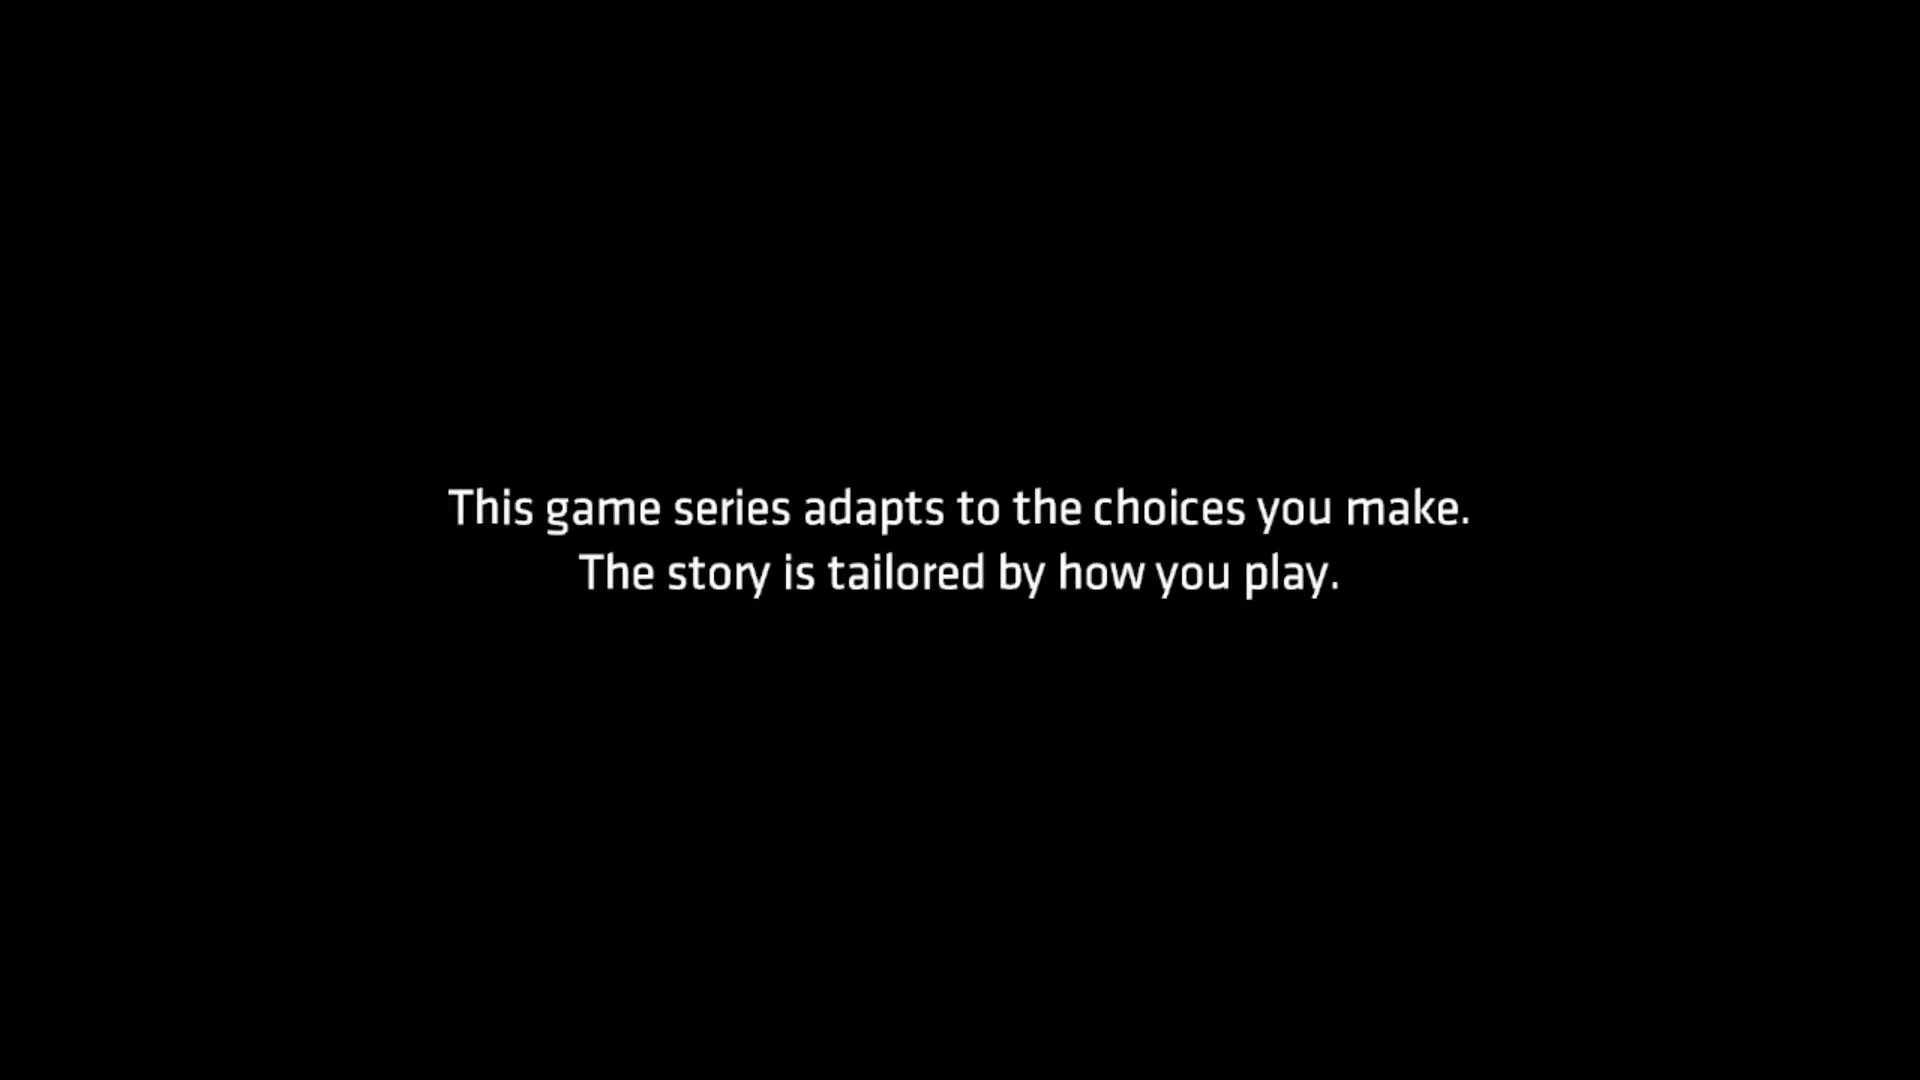 This game series adapts to the choices you make.
The story is tailored by how you play.